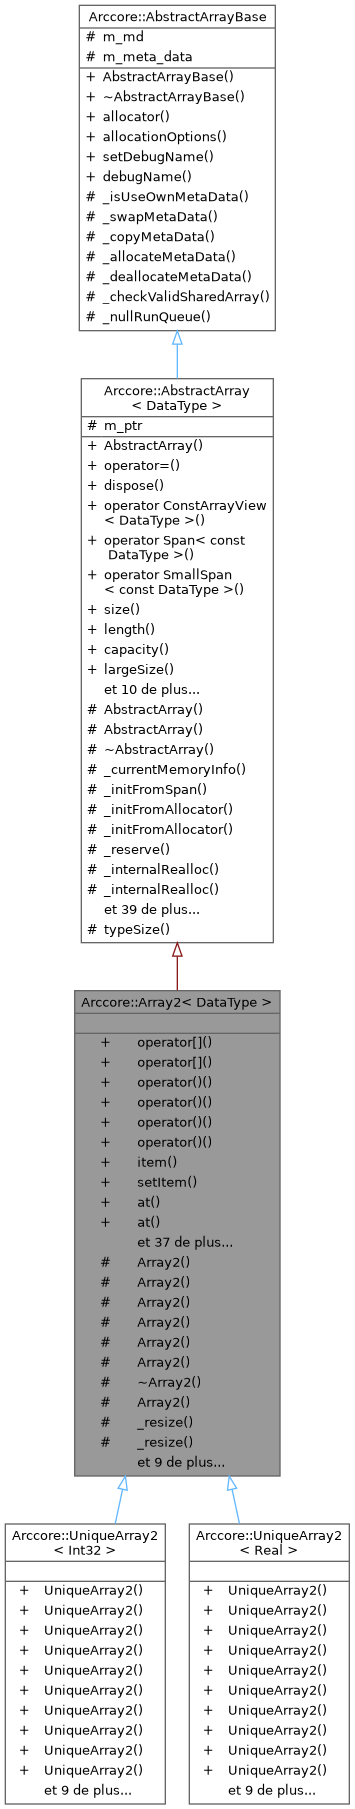 Arccore::AbstractArrayBase
# m_md
# m_meta_data
+ AbstractArrayBase()
+ ~AbstractArrayBase()
+ allocator()
+ allocationOptions()
+ setDebugName()
+ debugName()
# _isUseOwnMetaData()
# _swapMetaData()
# _copyMetaData()
# _allocateMetaData()
# _deallocateMetaData()
# _checkValidSharedArray()
# _nullRunQueue()
Arccore::AbstractArray
< DataType >
# m_ptr
+ AbstractArray()
+ operator=()
+ dispose()
+ operator ConstArrayView
< DataType >()
+ operator Span< const
DataType >()
+ operator SmallSpan
< const DataType >()
+ size()
+ length()
+ capacity()
+ largeSize()
et 10 de plus...
# AbstractArray()
# AbstractArray()
# ~AbstractArray()
# _currentMemoryInfo()
# _initFromSpan()
# _initFromAllocator()
# _initFromAllocator()
# _reserve()
# _internalRealloc()
# _internalRealloc()
et 39 de plus...
# typeSize()
Arccore::Array2< DataType >
+ operator[]()
+ operator[]()
+ operator()()
+ operator()()
+ operator()()
+ operator()()
+ item()
+ setItem()
+ at()
+ at()
et 37 de plus...
# Array2()
# Array2()
# Array2()
# Array2()
# Array2()
# Array2()
# ~Array2()
# Array2()
# _resize()
# _resize()
et 9 de plus...
Arccore::UniqueArray2
< Int32 >
+ UniqueArray2()
+ UniqueArray2()
+ UniqueArray2()
+ UniqueArray2()
+ UniqueArray2()
+ UniqueArray2()
+ UniqueArray2()
+ UniqueArray2()
+ UniqueArray2()
+ UniqueArray2()
et 9 de plus...
Arccore::UniqueArray2
< Real >
+ UniqueArray2()
+ UniqueArray2()
+ UniqueArray2()
+ UniqueArray2()
+ UniqueArray2()
+ UniqueArray2()
+ UniqueArray2()
+ UniqueArray2()
+ UniqueArray2()
+ UniqueArray2()
et 9 de plus...